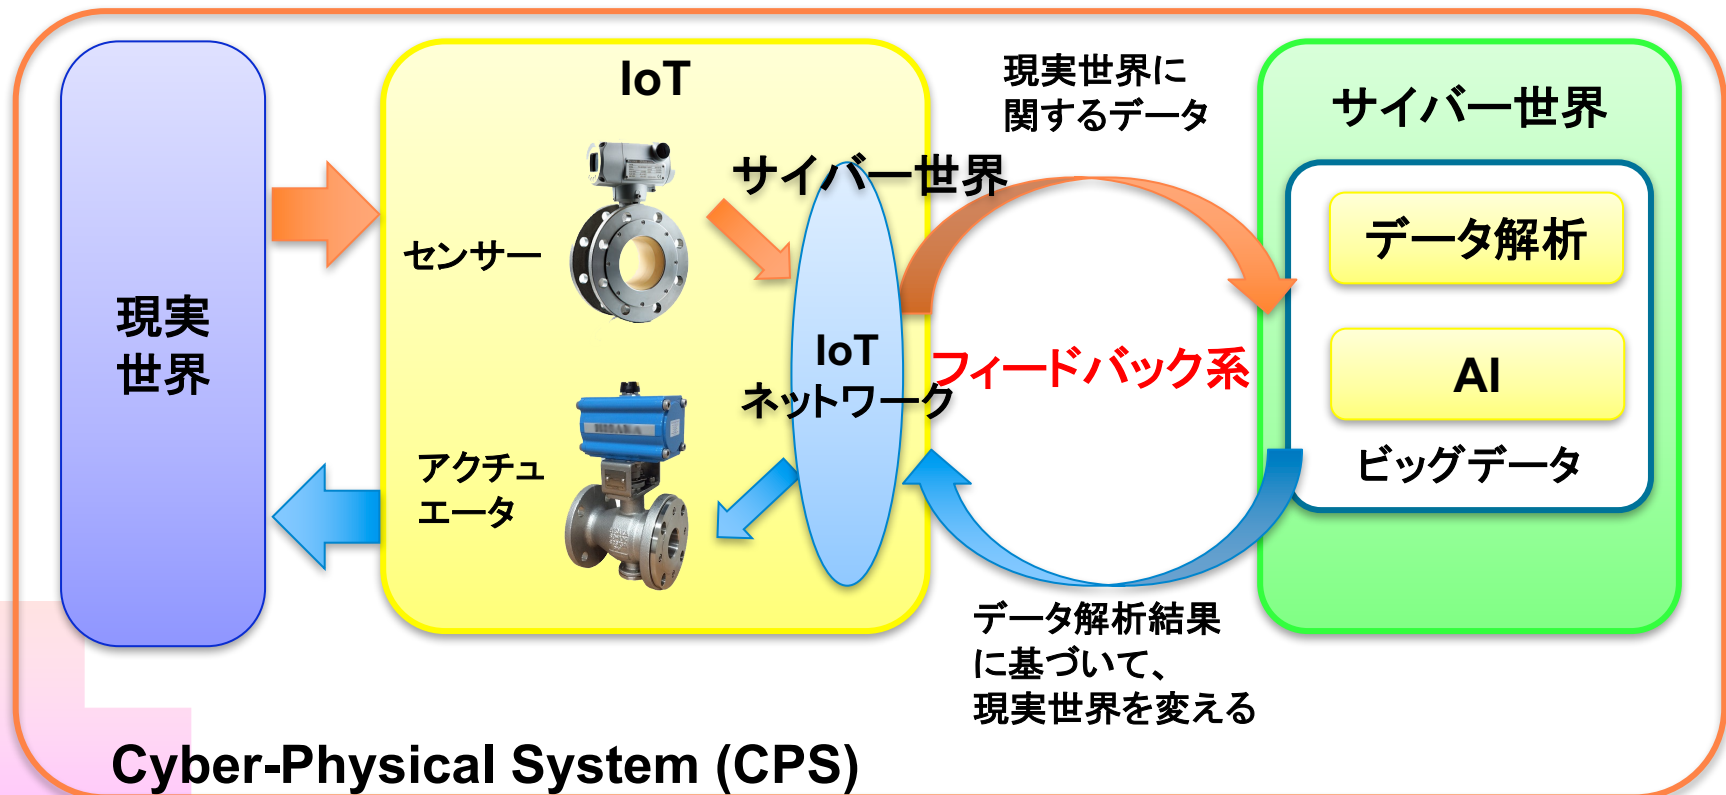 IoT
現実世界に
関するデータ
サイバー世界
サイバー世界
センサー
データ解析
現実
世界
IoT
ネットワーク
フィードバック系
AI
アクチュ
エータ
ビッグデータ
データ解析結果
に基づいて、
現実世界を変える
Cyber-Physical System (CPS)